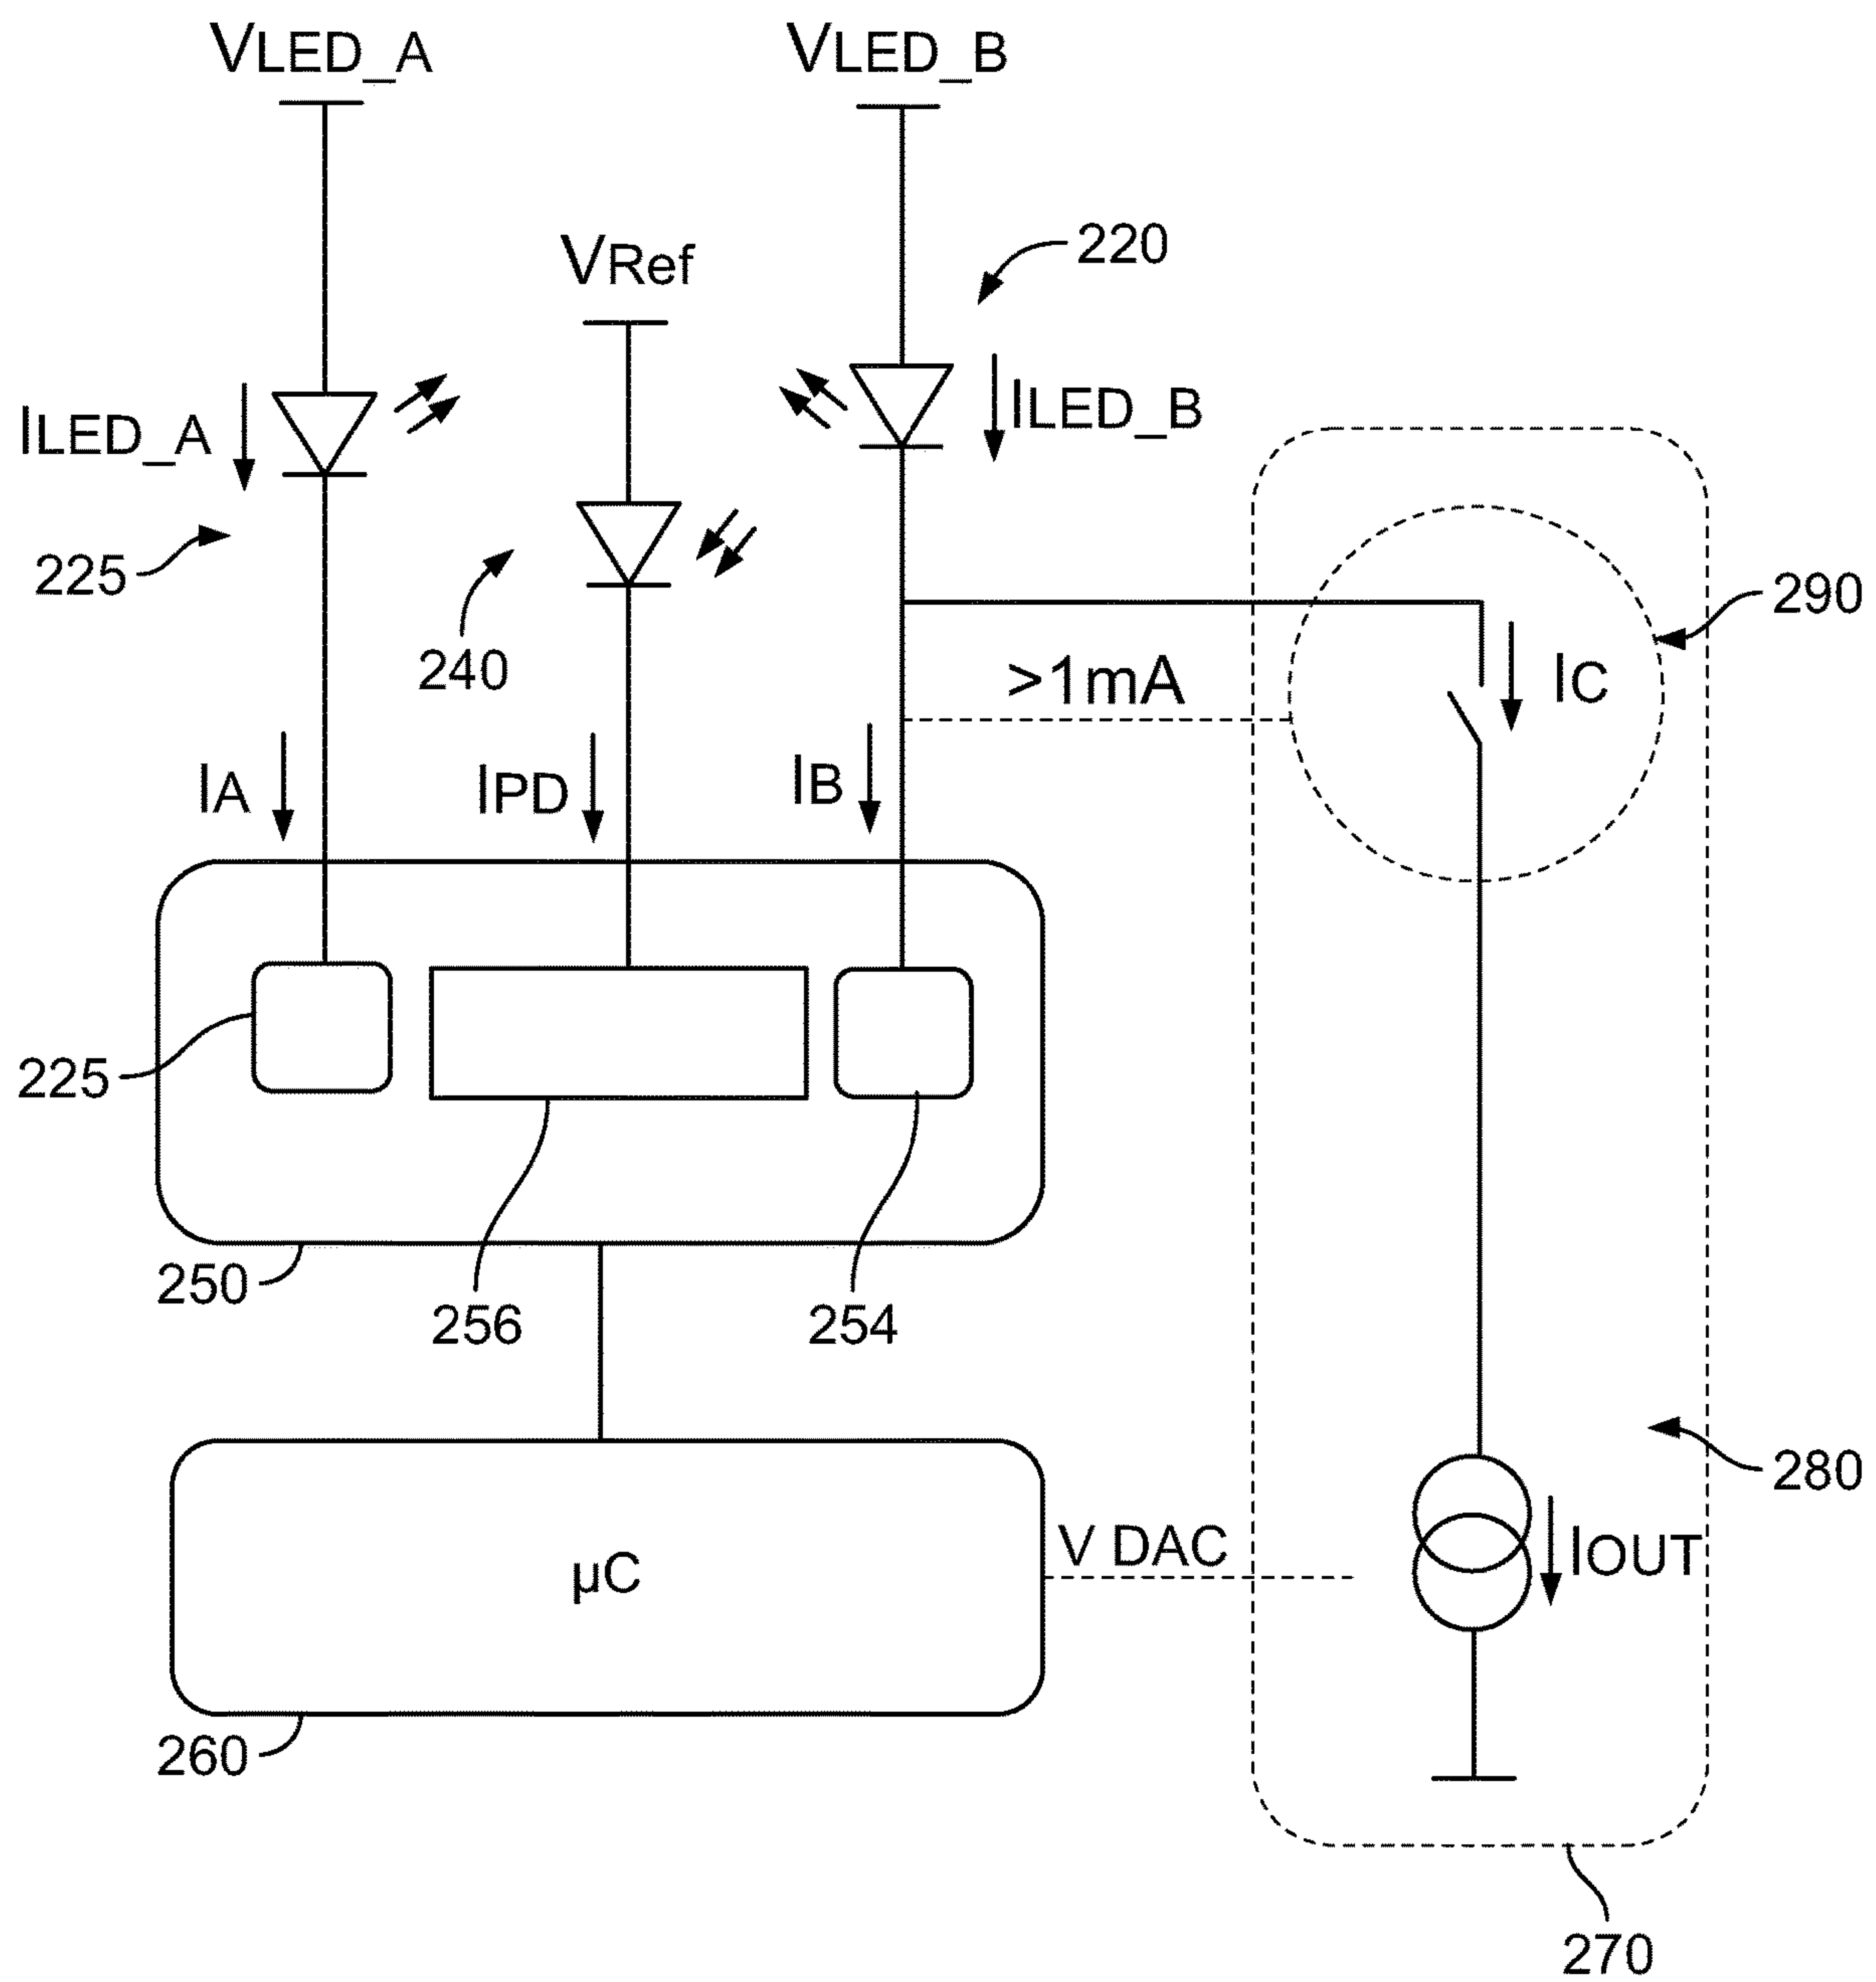 VLED_A
VLED_B
220
VRef
ILED_A
ILED_B
225
240
290
>1mA
IC
IA
IPD
IB
225
250
256
254
280
V DAC
IOUT
µC
260
270